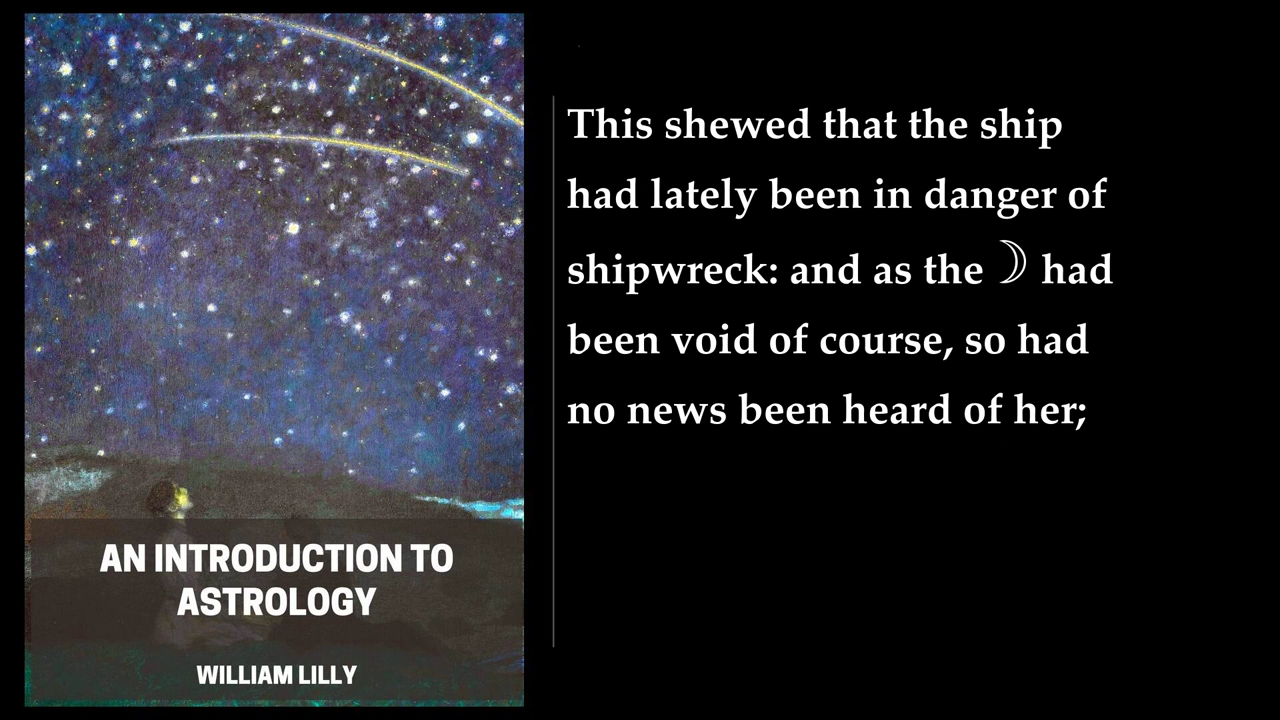 AN INTRODUCTION TO
ASTROLOGY
WILLIAM LILLY
This shewed that the ship
had lately been in danger of
shipwreck: and as the ☽ had
been void of course, so had
no news been heard of her;